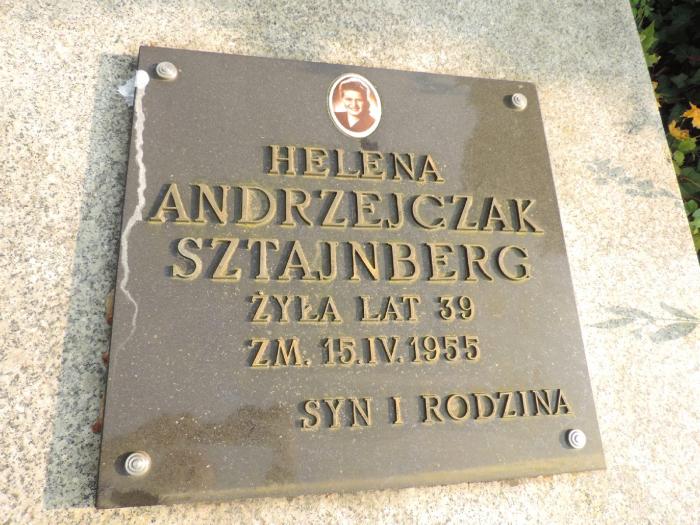 HELENA
ANDRZEJCZAK
SZTAJNBERG
ŻYŁA LAT 39
ZM. 15.IV.1955
SYN I RODZINA